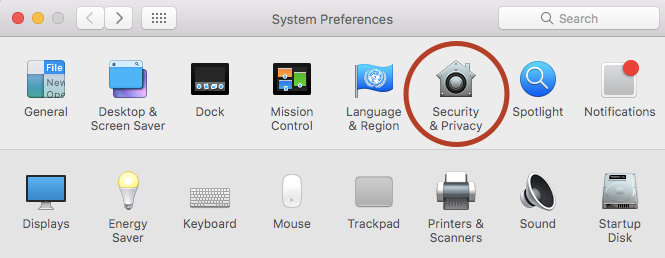 System Preferences
Search
File
New
Ope
General
Desktop &
Screen Saver
Dock
Mission
Control
Language
& Region
Security
& Privacy
Spotlight
Notifications
Displays
Energy
Saver
Keyboard
Mouse
Trackpad
Printers &
Scanners
Sound
Startup
Disk